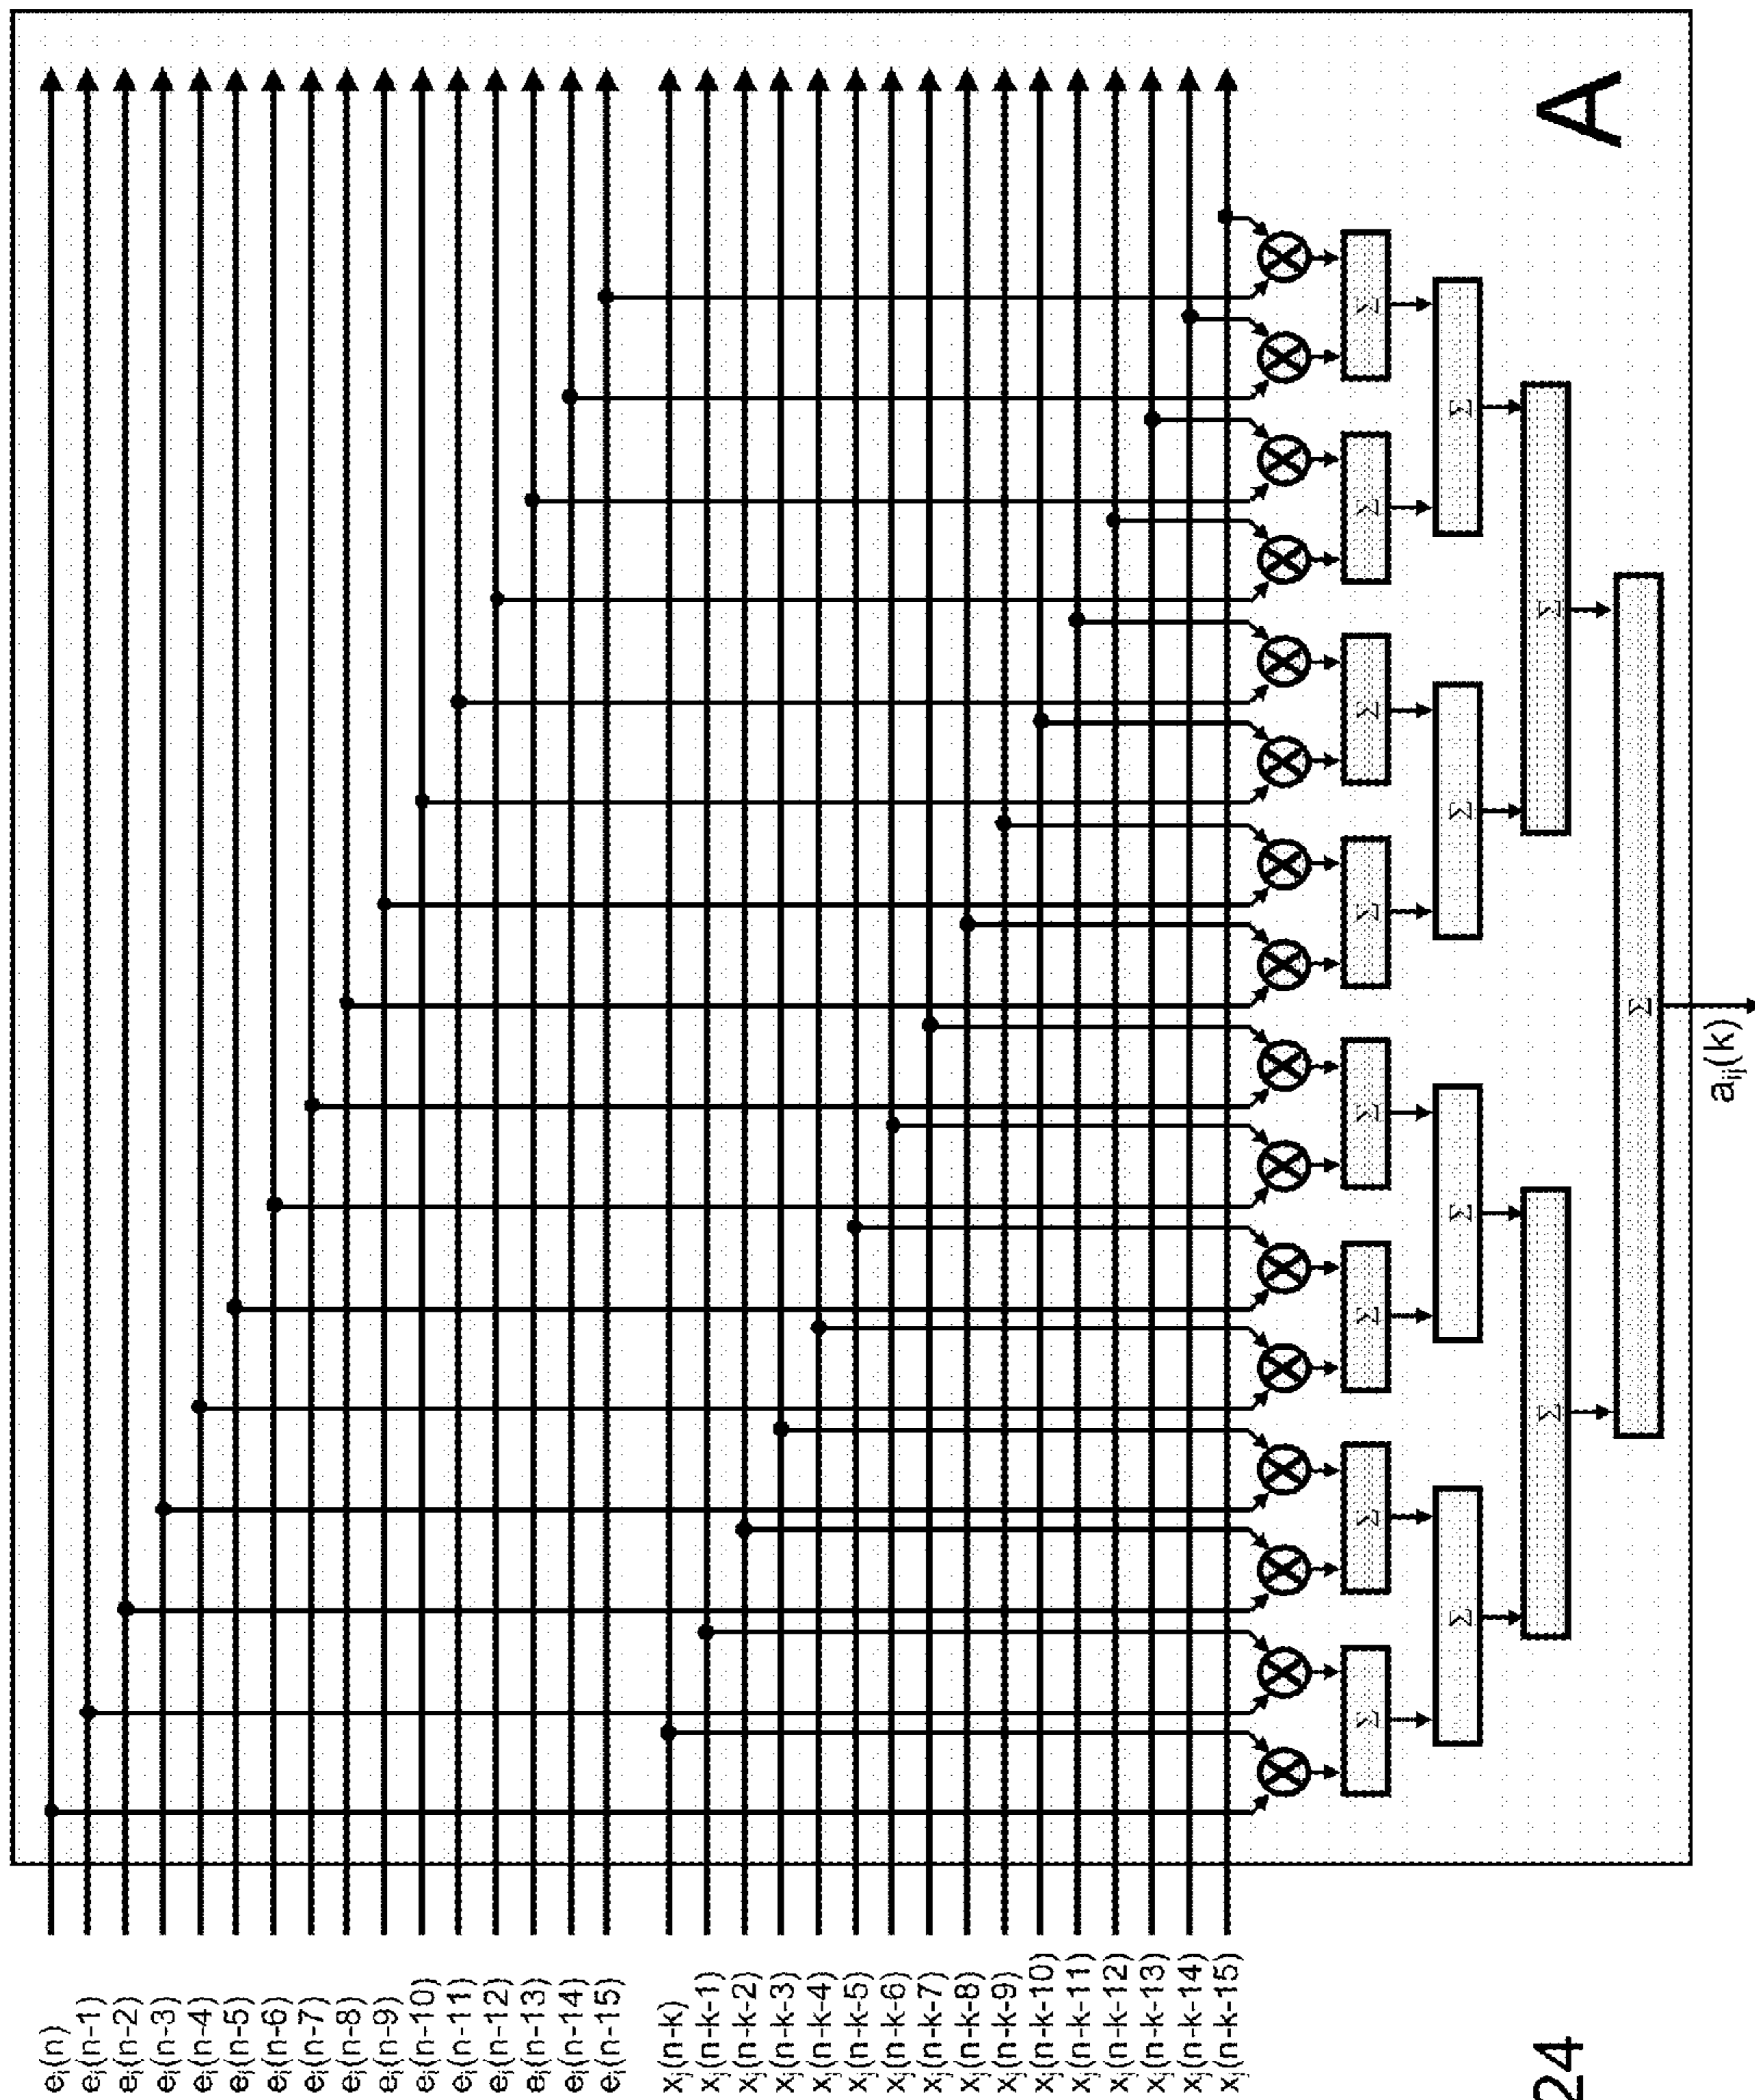 e_i(n)
e_i(n-1)
e_i(n-2)
e_i(n-3)
e_i(n-4)
e_i(n-5)
e_i(n-6)
e_i(n-7)
e_i(n-8)
e_i(n-9)
e_i(n-10)
e_i(n-11)
e_i(n-12)
e_i(n-13)
e_i(n-14)
e_i(n-15)
x_j(n-k)
x_j(n-k-1)
x_j(n-k-2)
x_j(n-k-3)
x_j(n-k-4)
x_j(n-k-5)
x_j(n-k-6)
x_j(n-k-7)
x_j(n-k-8)
x_j(n-k-9)
x_j(n-k-10)
x_j(n-k-11)
x_j(n-k-12)
x_j(n-k-13)
x_j(n-k-14)
x_j(n-k-15)
Σ Σ Σ Σ Σ Σ Σ Σ
Σ Σ Σ Σ
Σ Σ
Σ
A
a_ij(k)
24